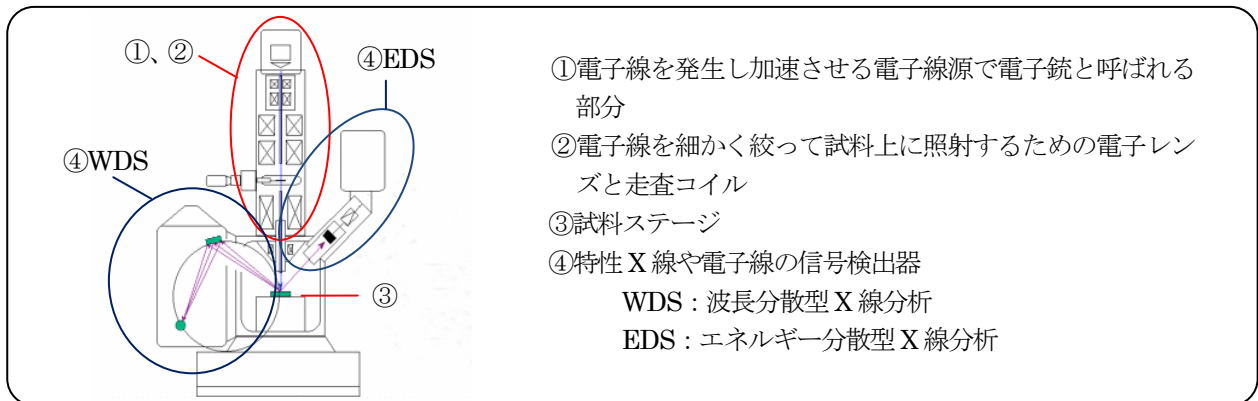 ①、②
④EDS
④WDS
③
①電子線を発生し加速させる電子線源で電子銃と呼ばれる
部分
②電子線を細かく絞って試料上に照射するための電子レン
ズと走査コイル
③試料ステージ
④特性 X 線や電子線の信号検出器
WDS：波長分散型 X 線分析
EDS：エネルギー分散型 X 線分析